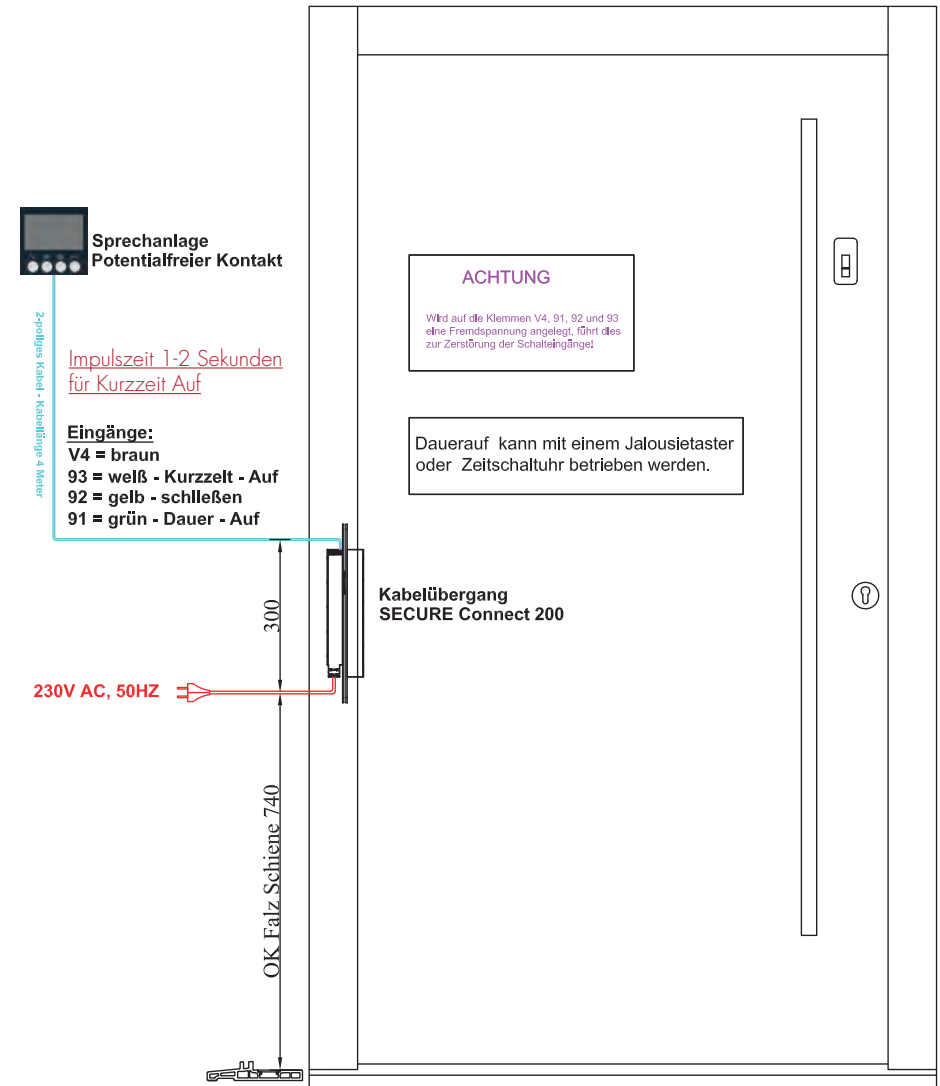 Sprechanlage
Potentialfreier Kontakt
2-poliges Kabel - Kabellänge 4 Meter
Impulszeit 1-2 Sekunden
für Kurzzeit Auf
Eingänge:
V4 = braun
93 = weiß - Kurzzeit - Auf
92 = gelb - schließen
91 = grün - Dauer - Auf
ACHTUNG
Wird auf die Klemmen V4, 91, 92 und 93
eine Fremdspannung angelegt, führt dies
zur Zerstörung der Schalteingänge!
Dauerauf kann mit einem Jalousietaster
oder Zeitschaltuhr betrieben werden.
300
Kabelübergang
SECURE Connect 200
230V AC, 50HZ
OK Falz Schiene 740